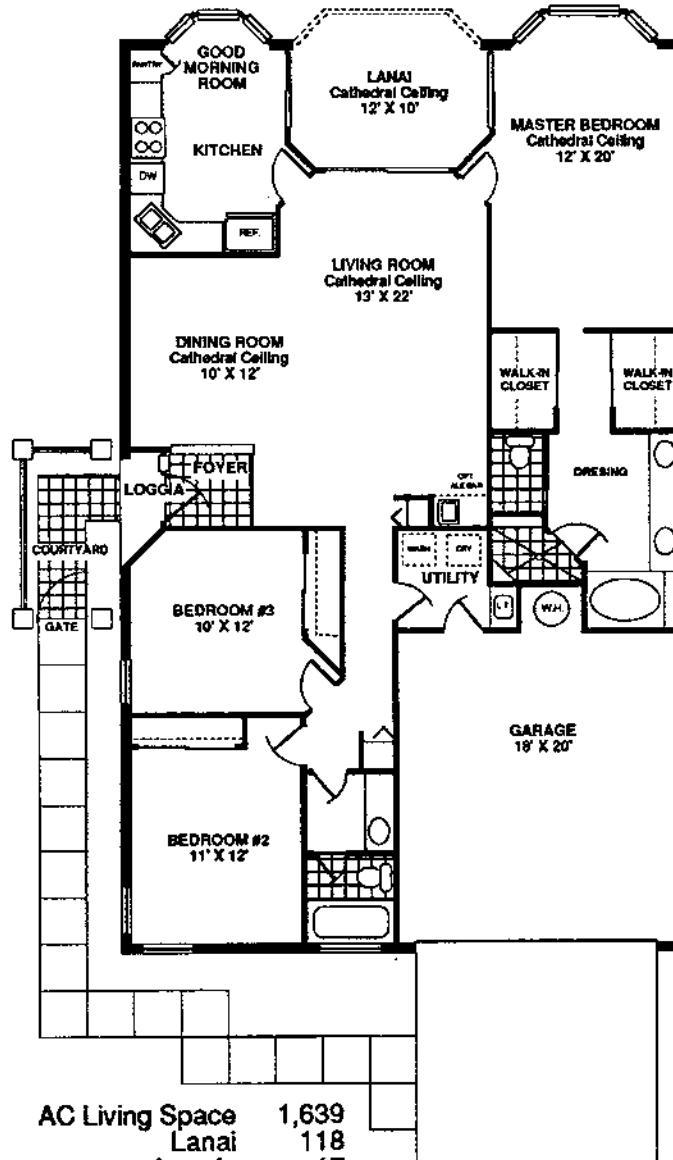 GOOD
MORNING
ROOM
LANAI
Cathedral Ceiling
12' X 10'
MASTER BEDROOM
Cathedral Ceiling
12' X 20'
KITCHEN
DW
REF.
LIVING ROOM
Cathedral Ceiling
13' X 22'
DINING ROOM
Cathedral Ceiling
10' X 12'
WALK-IN
CLOSET
WALK-IN
CLOSET
FOYER
LOGGIA
DRESING
OPT
COURTYARD
WASH
DRY
UTILITY
BEDROOM #3
10' X 12'
W.H.
GATE
GARAGE
18' X 20'
BEDROOM #2
11' X 12'
AC Living Space 1,639
Lanai 118